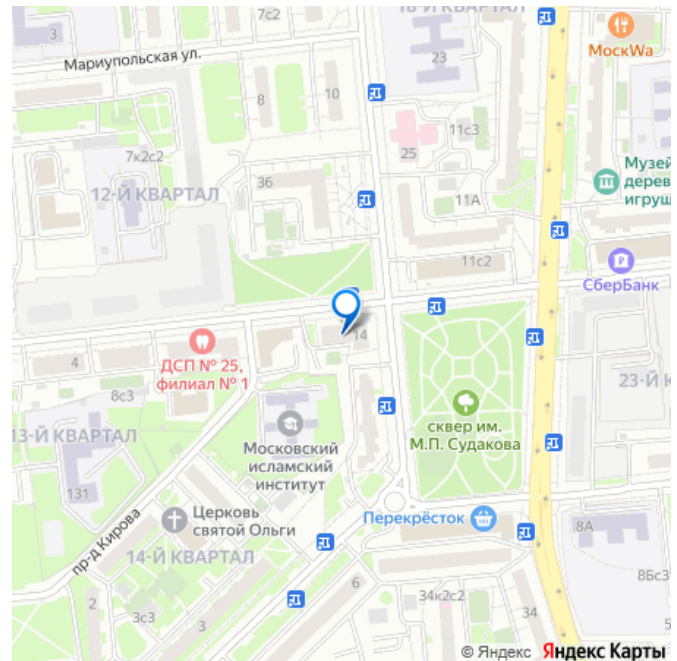 7с2
18-Й КВАРТАЛ
3
МоскWa
Мариупольская ул.
23
8
10
11с3
7к2с2
25
Музей
дерев
игруш
36
12-Й КВАРТАЛ
11А
11с2
СберБанк
14
4
ДСП № 25,
филиал № 1
8с3
23-Й К
сквер им.
М.П. Судакова
13-Й КВАРТАЛ
Московский
исламский
институт
131
Церковь
святой Ольги
Перекрёсток
8А
пр-д Кирова
14-Й КВАРТАЛ
6
8Бс3
2
3с3
3
34к2с2
34
5
© Яндекс Яндекс Карты